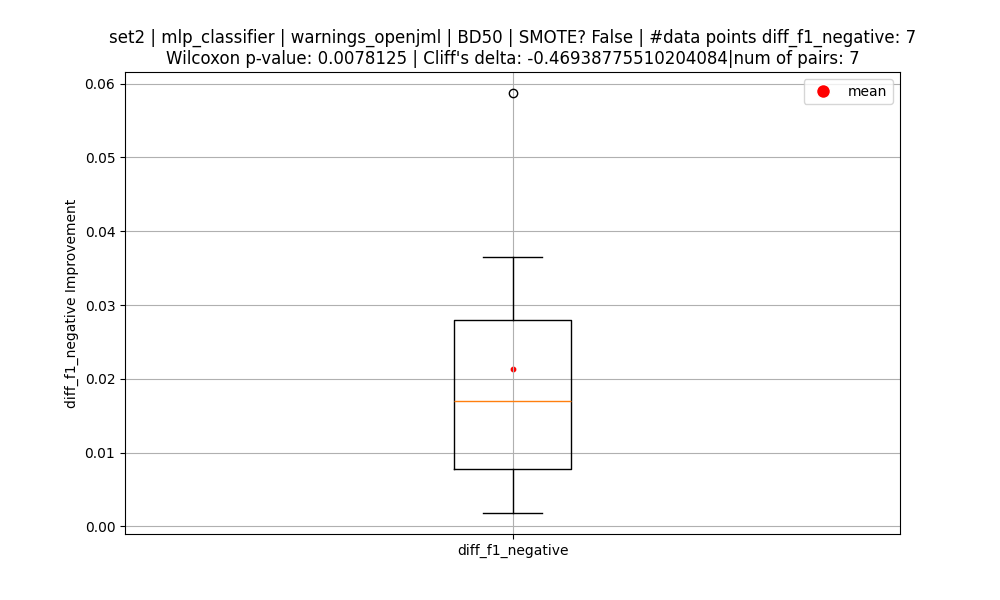 set2 | mlp_classifier | warnings_openjml | BD50 | SMOTE? False | #data points diff_f1_negative: 7
Wilcoxon p-value: 0.0078125 | Cliff's delta: -0.46938775510204084|num of pairs: 7
mean
0.06
0.05
0.04
0.03
0.02
0.01
0.00
diff_f1_negative Improvement
diff_f1_negative